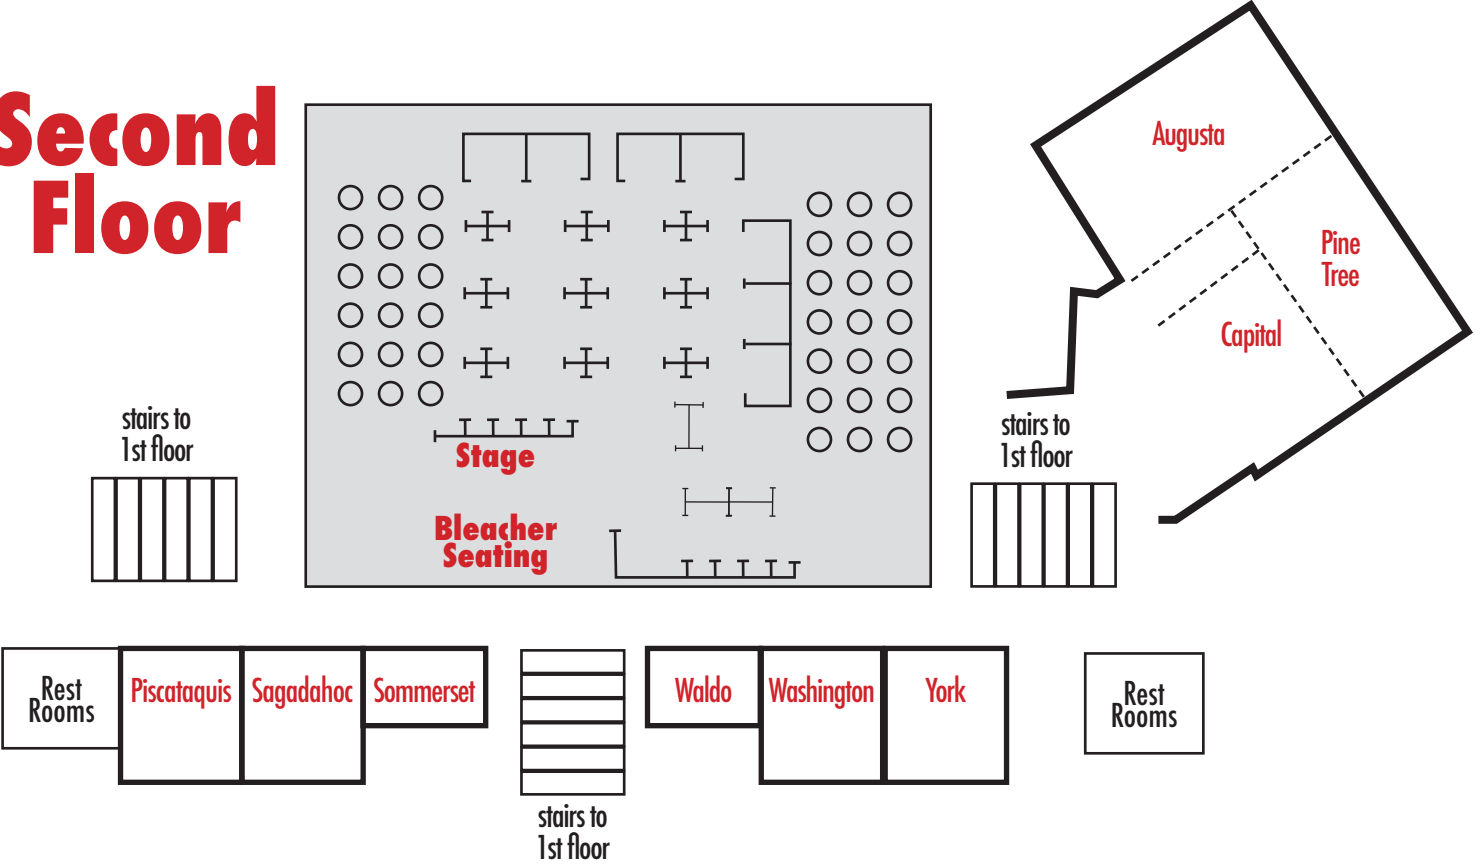 Second
Floor
Augusta
Pine
Tree
Capital
stairs to
1st floor
Stage
Bleacher
Seating
stairs to
1st floor
Rest
Rooms
Piscataquis
Sagadahoc
Sommerset
Waldo
Washington
York
Rest
Rooms
stairs to
1st floor